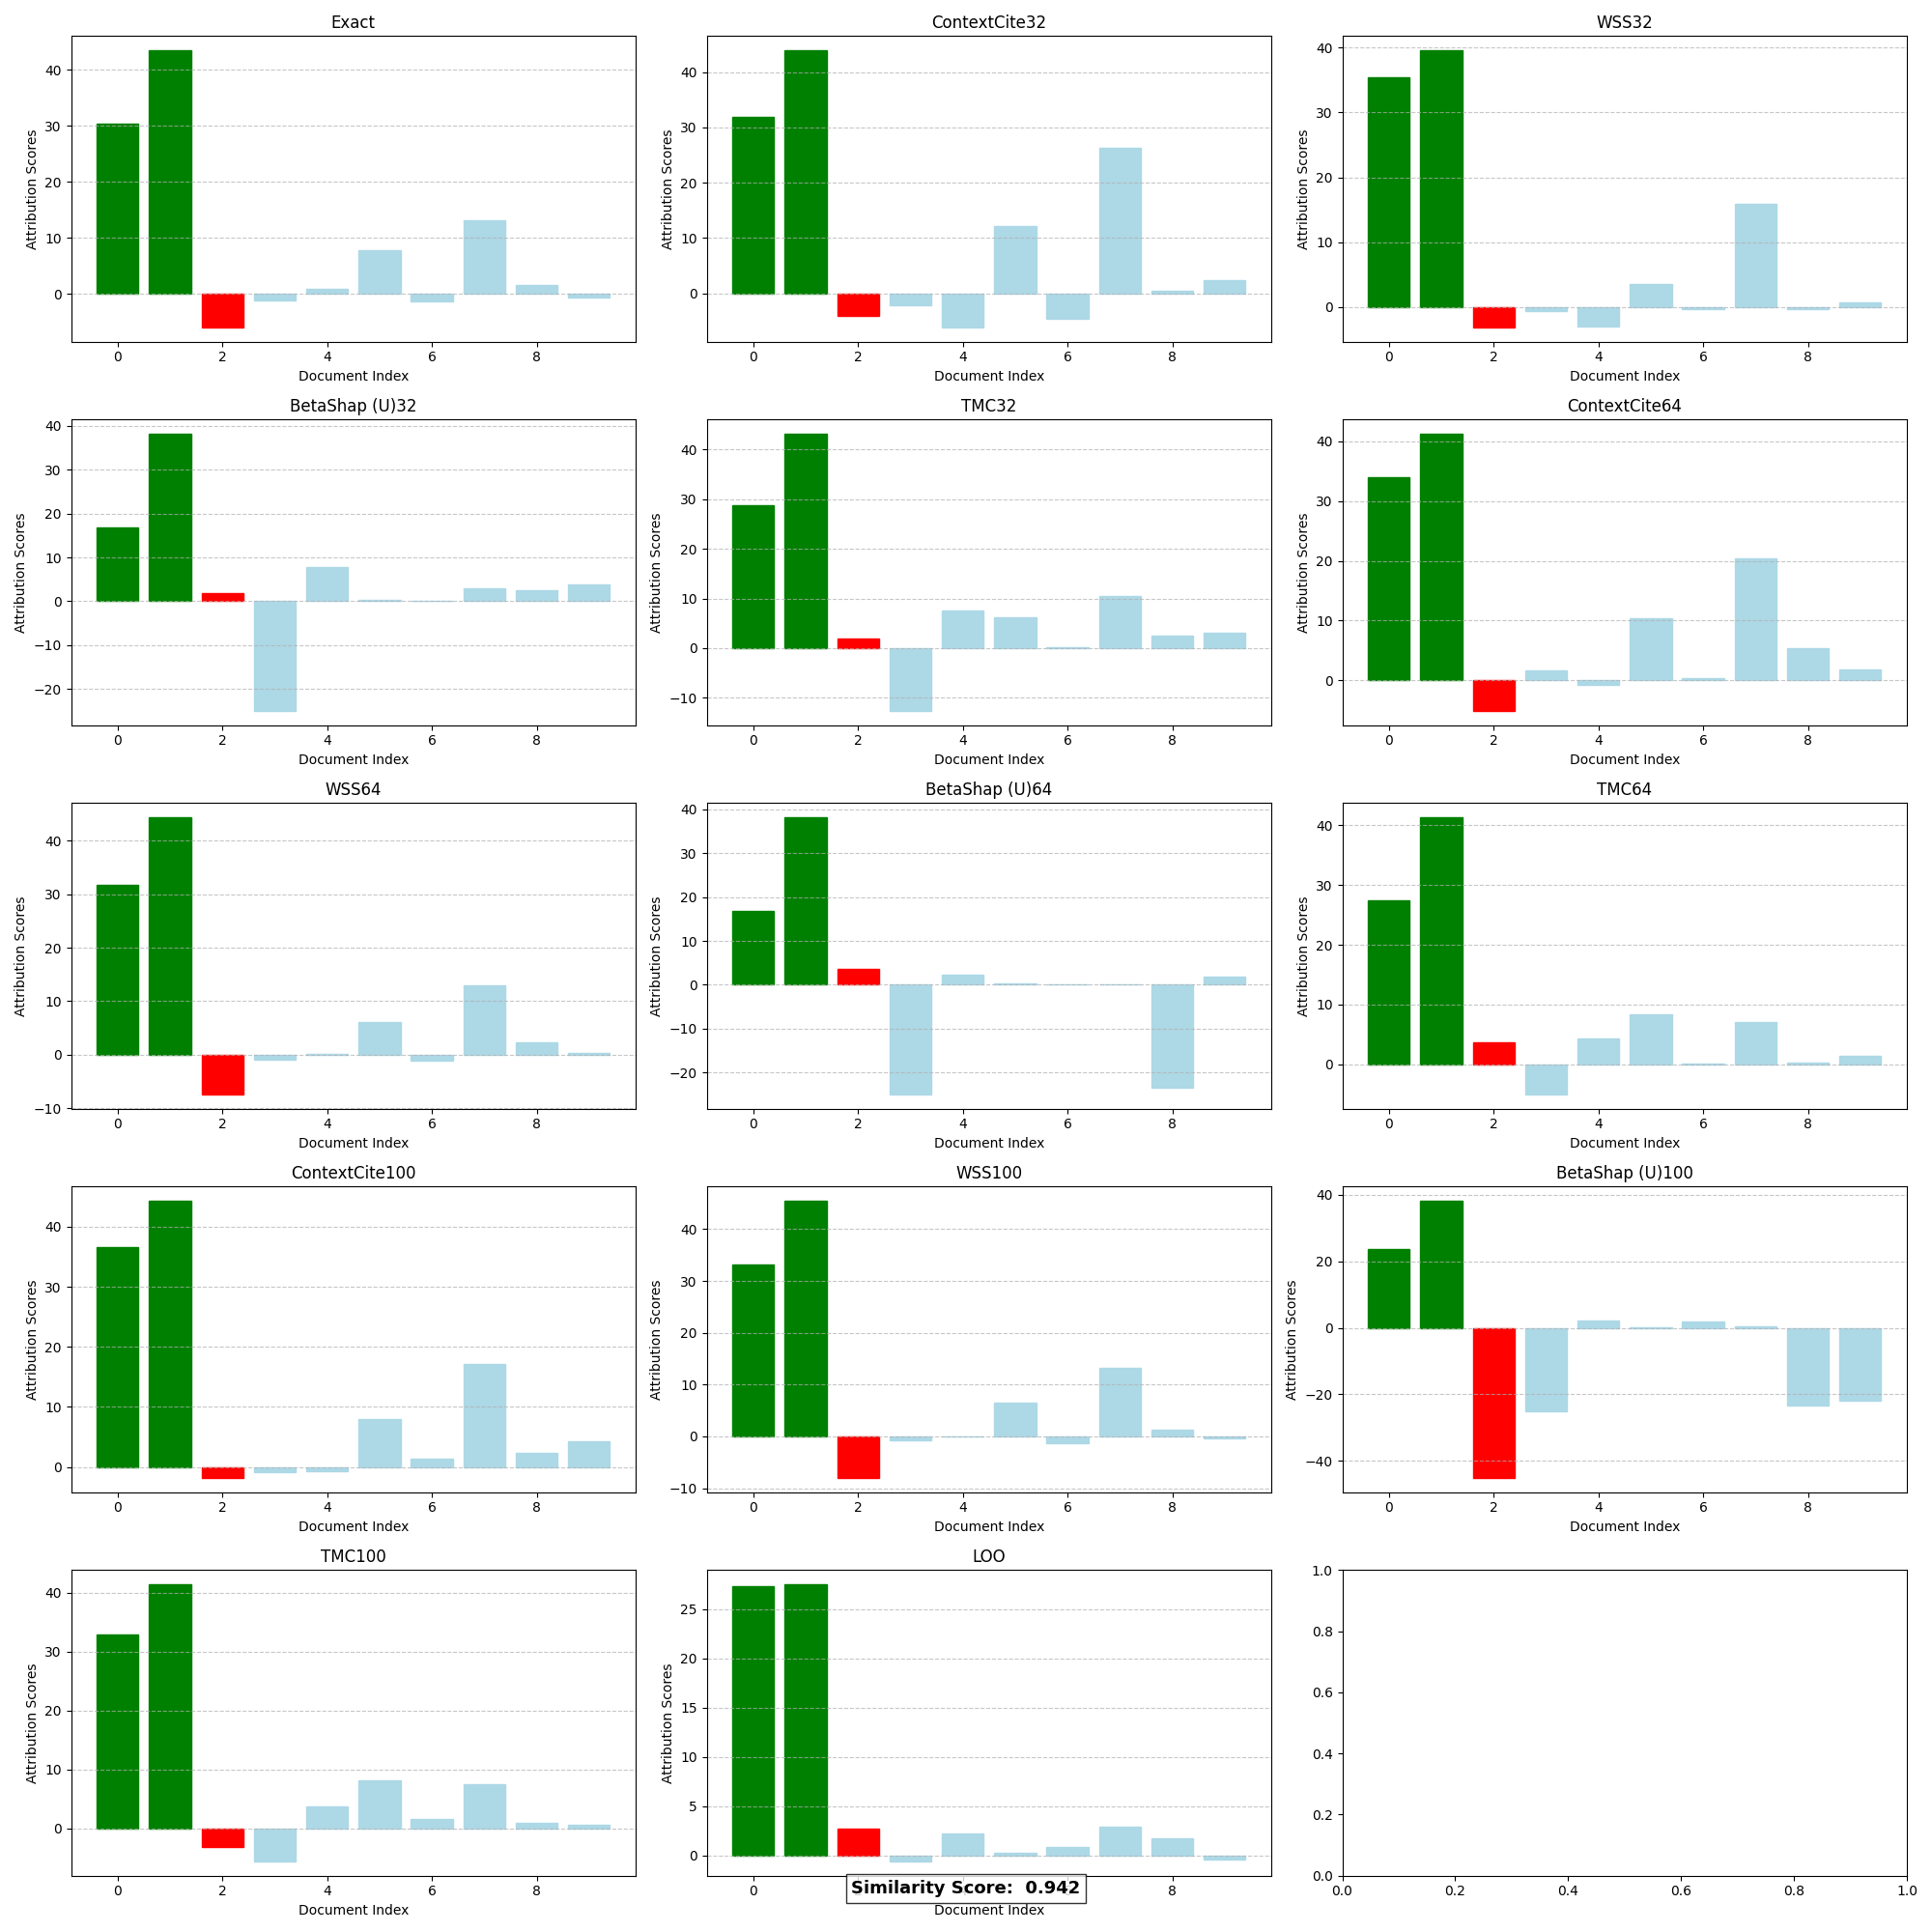 Exact
Attribution Scores
40
30
20
10
0
0 2 4 6 8
Document Index
ContextCite32
Attribution Scores
40
30
20
10
0
0 2 4 6 8
Document Index
WSS32
Attribution Scores
40
30
20
10
0
0 2 4 6 8
Document Index
BetaShap (U)32
Attribution Scores
40
30
20
10
0
−10
−20
0 2 4 6 8
Document Index
TMC32
Attribution Scores
40
30
20
10
0
−10
0 2 4 6 8
Document Index
ContextCite64
Attribution Scores
40
30
20
10
0
0 2 4 6 8
Document Index
WSS64
Attribution Scores
40
30
20
10
0
−10
0 2 4 6 8
Document Index
BetaShap (U)64
Attribution Scores
40
30
20
10
0
−10
−20
0 2 4 6 8
Document Index
TMC64
Attribution Scores
40
30
20
10
0
0 2 4 6 8
Document Index
ContextCite100
Attribution Scores
40
30
20
10
0
0 2 4 6 8
Document Index
WSS100
Attribution Scores
40
30
20
10
0
−10
0 2 4 6 8
Document Index
BetaShap (U)100
Attribution Scores
40
20
0
−20
−40
0 2 4 6 8
Document Index
TMC100
Attribution Scores
40
30
20
10
0
0 2 4 6 8
Document Index
LOO
Attribution Scores
25
20
15
10
5
0
0 8
Similarity Score: 0.942
Document Index
1.0
0.8
0.6
0.4
0.2
0.0
0.0 0.2 0.4 0.6 0.8 1.0